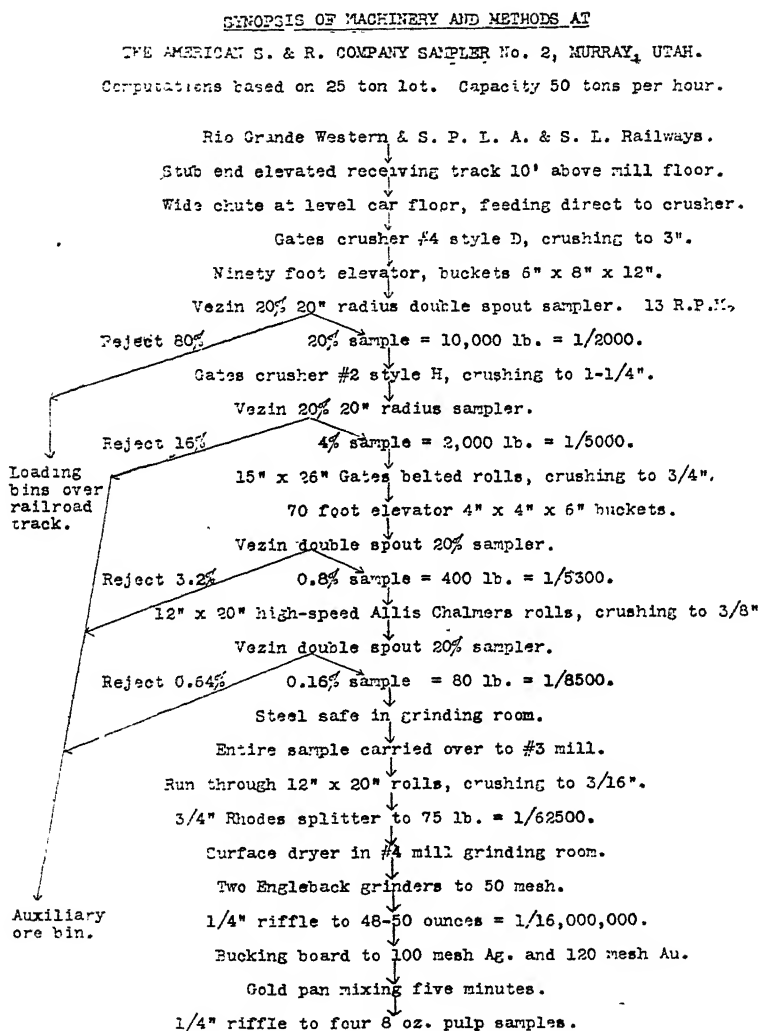 SYNOPSIS OF MACHINERY AND METHODS AT
THE AMERICAN S. & R. COMPANY SAMPLER No. 2, MURRAY, UTAH.
Computations based on 25 ton lot. Capacity 50 tons per hour.
Rio Grande Western & S. P. L. A. & S. L. Railways.
Stub end elevated receiving track 10' above mill floor.
Wide chute at level car floor, feeding direct to crusher.
Gates crusher #4 style D, crushing to 3".
Ninety foot elevator, buckets 6" x 8" x 12".
Vezin 20% 20" radius double spout sampler. 13 R.P.M.
Reject 80% 20% sample = 10,000 lb. = 1/2000.
Gates crusher #2 style H, crushing to 1-1/4".
Vezin 20% 20" radius sampler.
Reject 16% 4% sample = 2,000 lb. = 1/5000.
Loading
bins over
railroad
track.
15" x 26" Gates belted rolls, crushing to 3/4".
70 foot elevator 4" x 4" x 6" buckets.
Vezin double spout 20% sampler.
Reject 3.2% 0.8% sample = 400 lb. = 1/5300.
12" x 20" high-speed Allis Chalmers rolls, crushing to 3/8"
Vezin double spout 20% sampler.
Reject 0.64% 0.16% sample = 80 lb. = 1/8500.
Steel safe in grinding room.
Entire sample carried over to #3 mill.
Run through 12" x 20" rolls, crushing to 3/16".
3/4" Rhodes splitter to 75 lb. = 1/62500.
Surface dryer in #4 mill grinding room.
Two Engleback grinders to 50 mesh.
Auxiliary
ore bin.
1/4" riffle to 48-50 ounces = 1/16,000,000.
Bucking board to 100 mesh Ag. and 120 mesh Au.
Gold pan mixing five minutes.
1/4" riffle to four 8 oz. pulp samples.